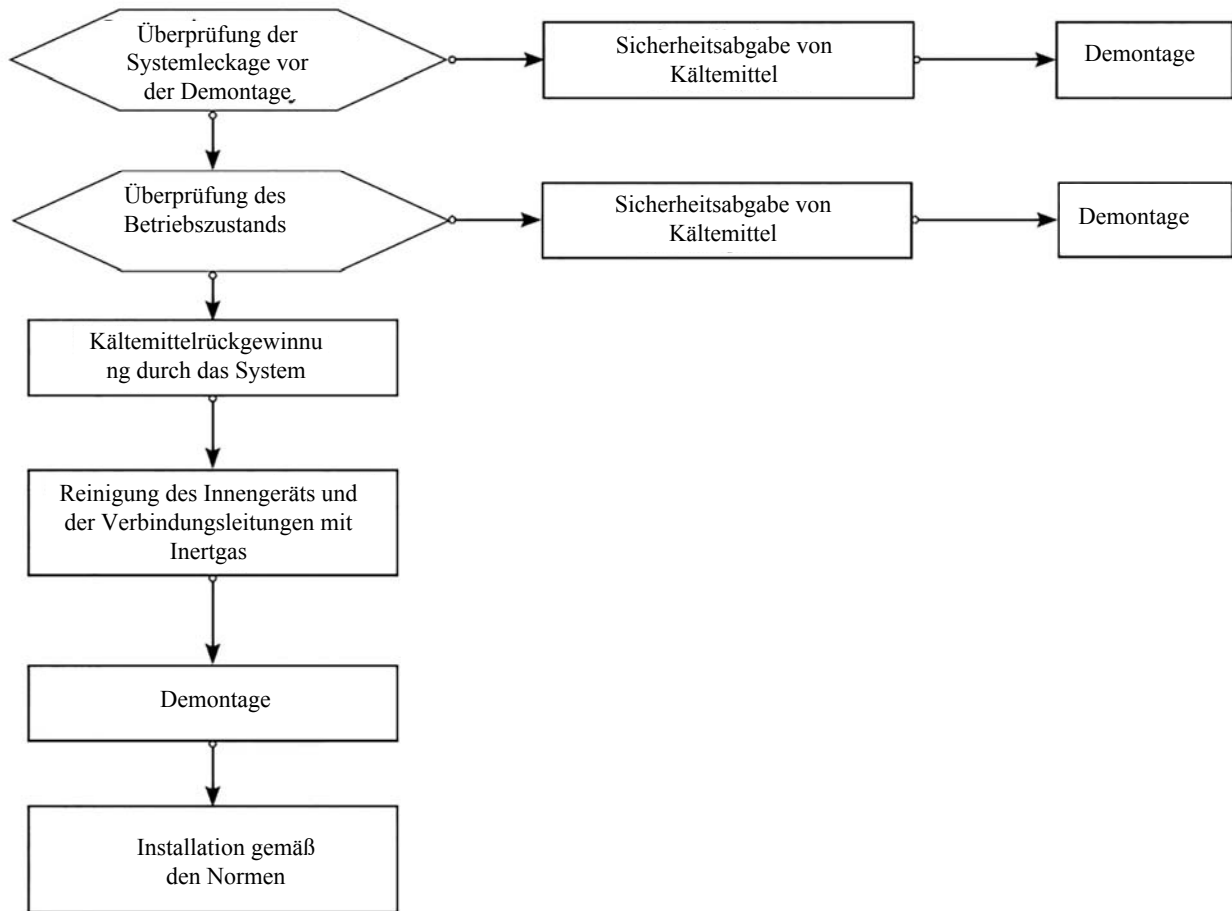 Überprüfung der
Systemleckage vor
der Demontage
Sicherheitsabgabe von
Kältemittel
Demontage
Überprüfung des
Betriebszustands
Sicherheitsabgabe von
Kältemittel
Demontage
Kältemittelrückgewinnu
ng durch das System
Reinigung des Innengeräts und
der Verbindungsleitungen mit
Inertgas
Demontage
Installation gemäß
den Normen